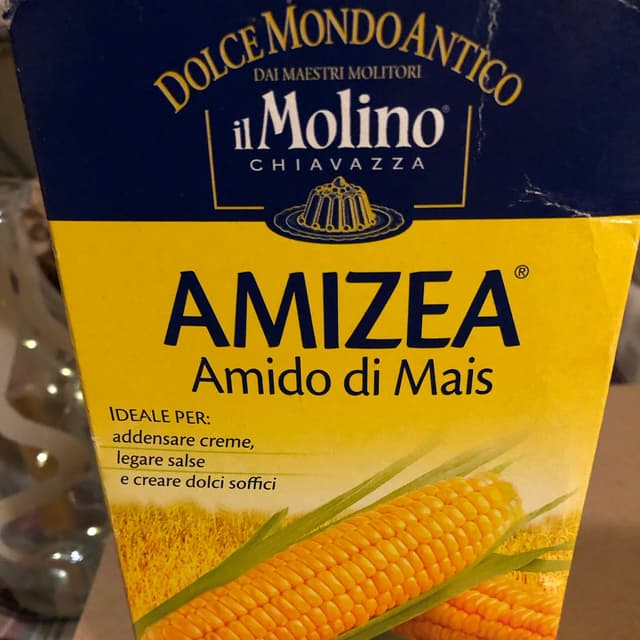 DOLCE MONDO ANTICO
DAI MAESTRI MOLITORI
il Molino®
CHIAVAZZA
AMIZEA®
Amido di Mais
IDEALE PER:
addensare creme,
legare salse
e creare dolci soffici